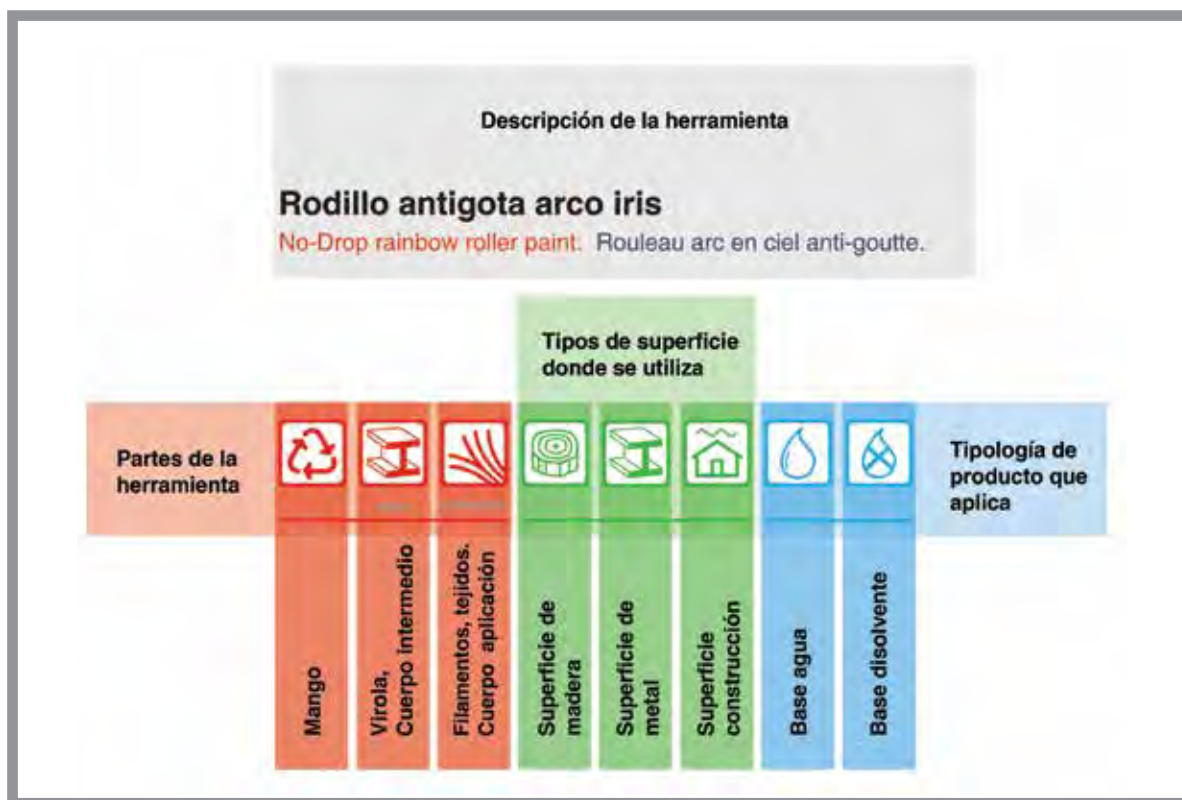 Descripción de la herramienta
Rodillo antigota arco iris
No-Drop rainbow roller paint. Rouleau arc en ciel anti-goutte.
Tipos de superficie
donde se utiliza
Partes de la
herramienta
Tipología de
producto que
aplica
Mango
Virola,
Cuerpo intermedio
Filamentos, tejidos.
Cuerpo aplicación
Superficie de
madera
Superficie de
metal
Superficie
construcción
Base agua
Base disolvente